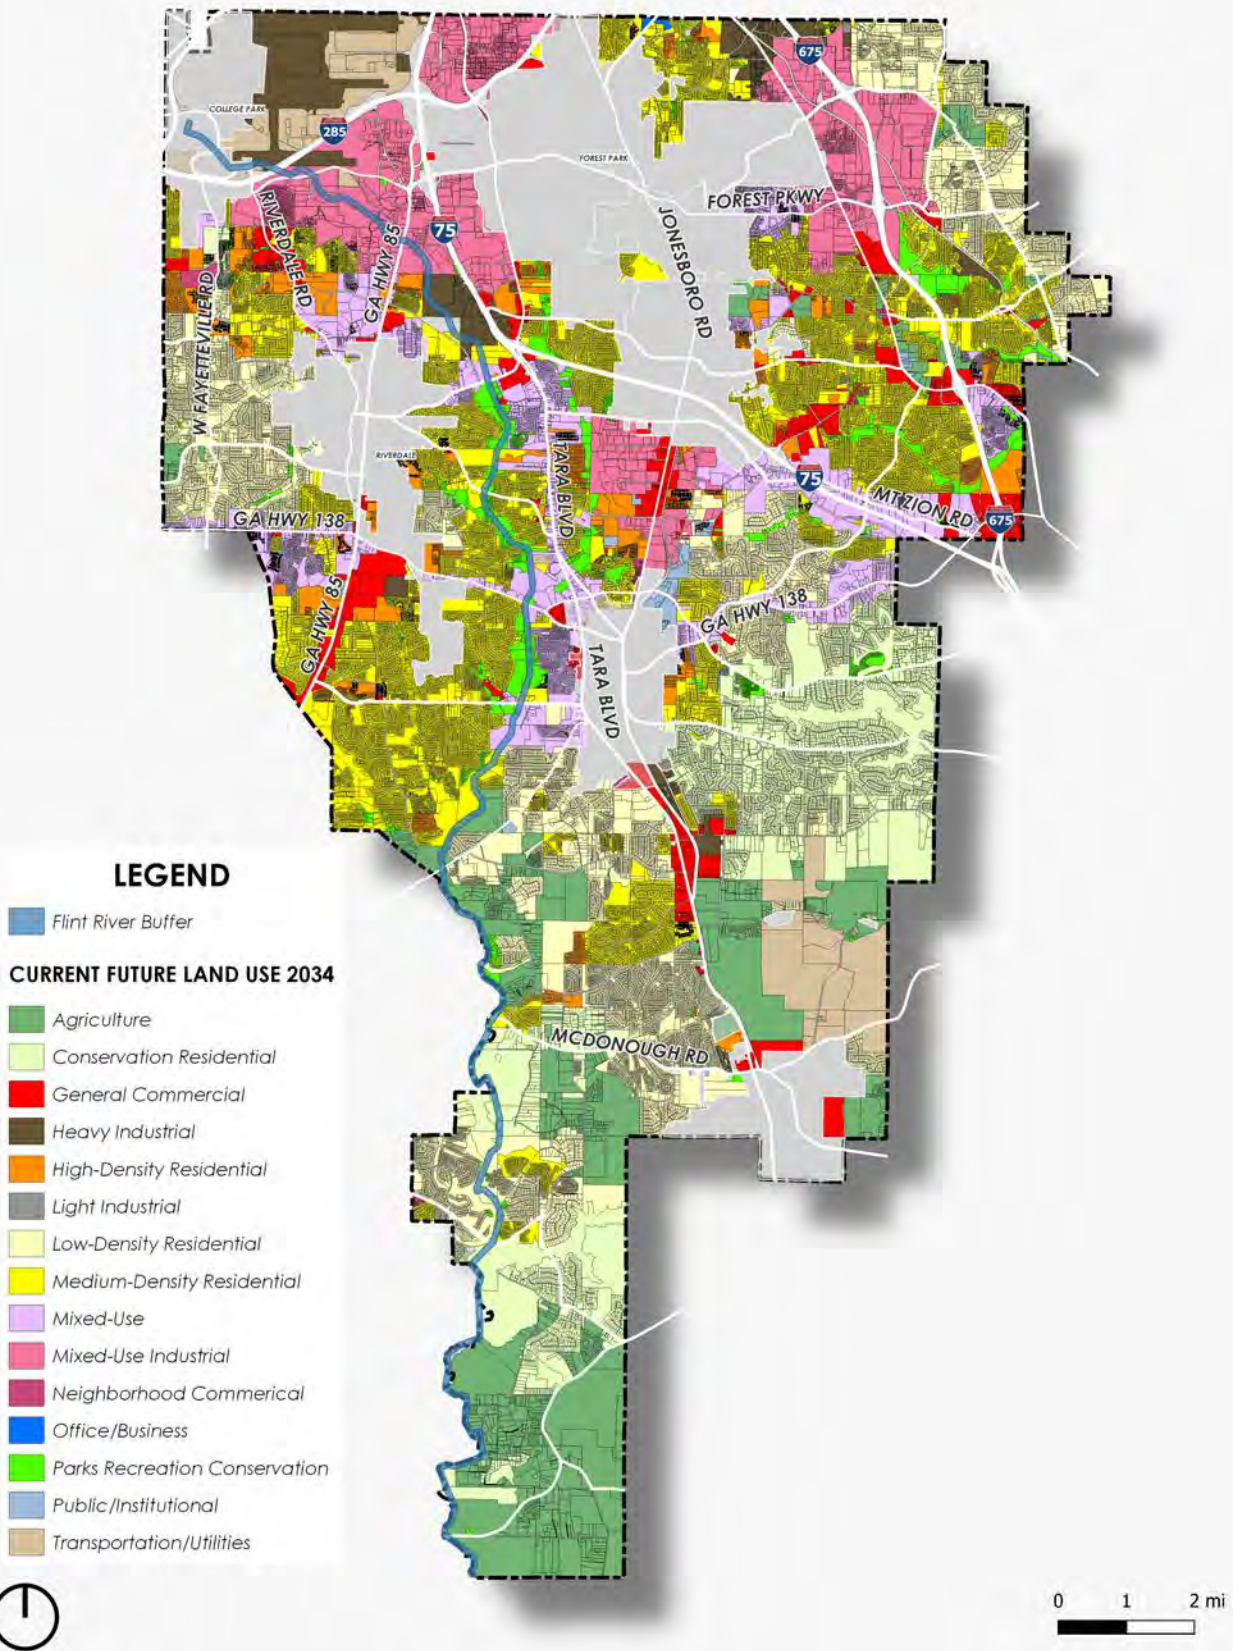 675
COLLEGE PARK
285
FOREST PARK
FOREST PKWY
RIVERDALE RD
JONESBORO RD
GA HWY 85
75
W FAYETTEVILLE RD
RIVERDALE
TARA BLVD
75
MT ZION RD
675
GA HWY 138
GA HWY 85
GA HWY 138
TARA BLVD
MCDONOUGH RD
LEGEND
Flint River Buffer
CURRENT FUTURE LAND USE 2034
Agriculture
Conservation Residential
General Commercial
Heavy Industrial
High-Density Residential
Light Industrial
Low-Density Residential
Medium-Density Residential
Mixed-Use
Mixed-Use Industrial
Neighborhood Commerical
Office/Business
Parks Recreation Conservation
Public/Institutional
Transportation/Utilities
0 1 2 mi